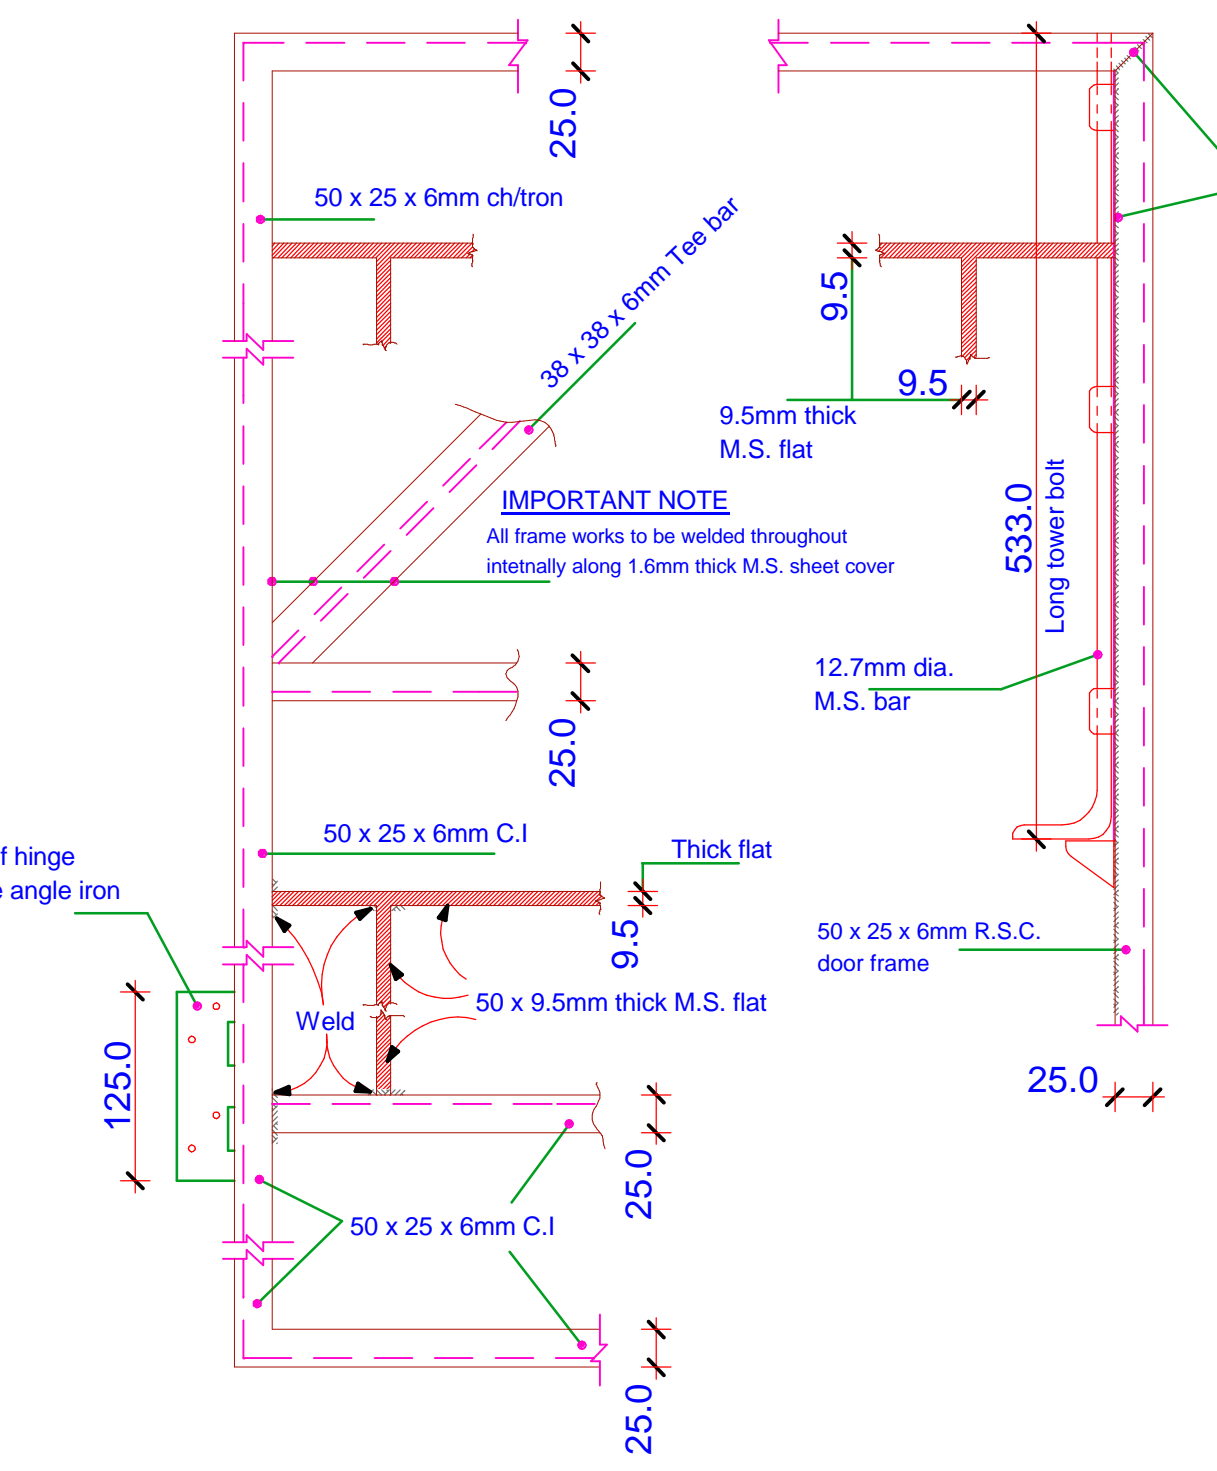 25.0
50 x 25 x 6mm ch/tron
38 x 38 x 6mm Tee bar
9.5
9.5
9.5mm thick
M.S. flat
IMPORTANT NOTE
All frame works to be welded throughout
intetnally along 1.6mm thick M.S. sheet cover
533.0
Long tower bolt
12.7mm dia.
M.S. bar
25.0
50 x 25 x 6mm C.I
Thick flat
f hinge
e angle iron
9.5
50 x 25 x 6mm R.S.C.
door frame
50 x 9.5mm thick M.S. flat
Weld
125.0
25.0
25.0
50 x 25 x 6mm C.I
25.0